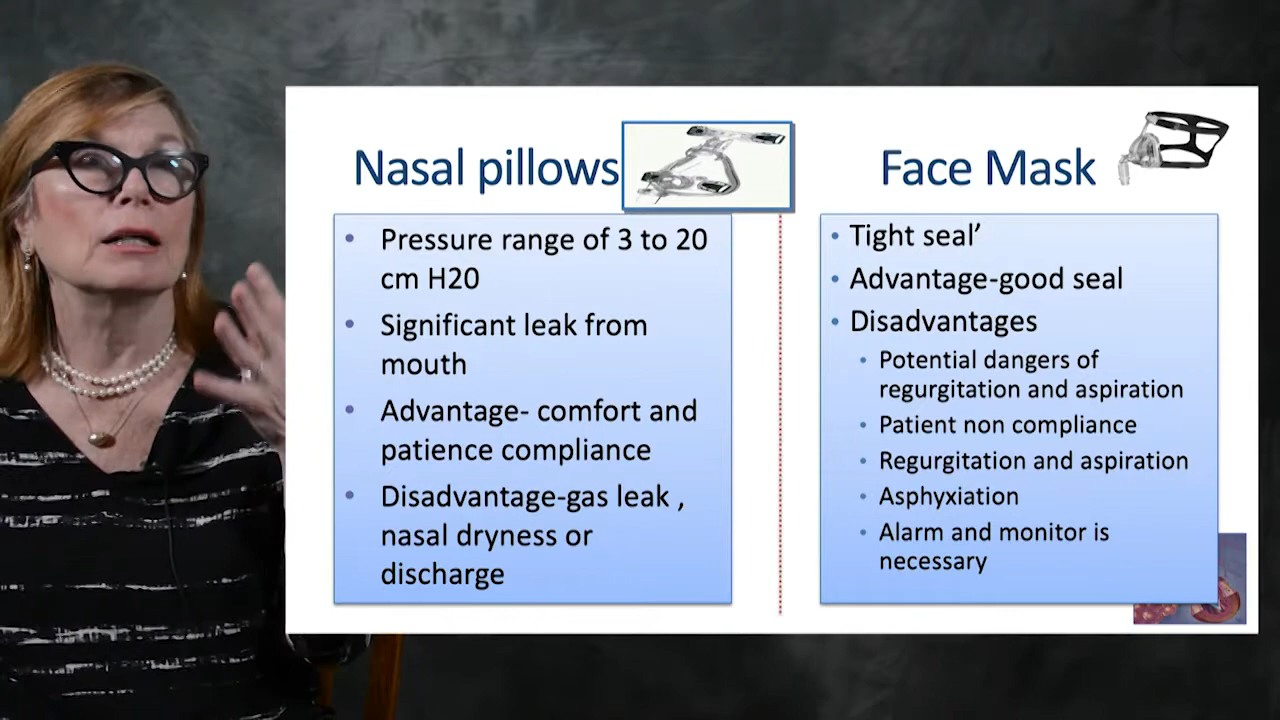 Nasal pillows
Pressure range of 3 to 20
cm H20
Significant leak from
mouth
Advantage- comfort and
patience compliance
Disadvantage-gas leak ,
nasal dryness or
discharge
Face Mask
Tight seal’
Advantage-good seal
Disadvantages
Potential dangers of
regurgitation and aspiration
Patient non compliance
Regurgitation and aspiration
Asphyxiation
Alarm and monitor is
necessary